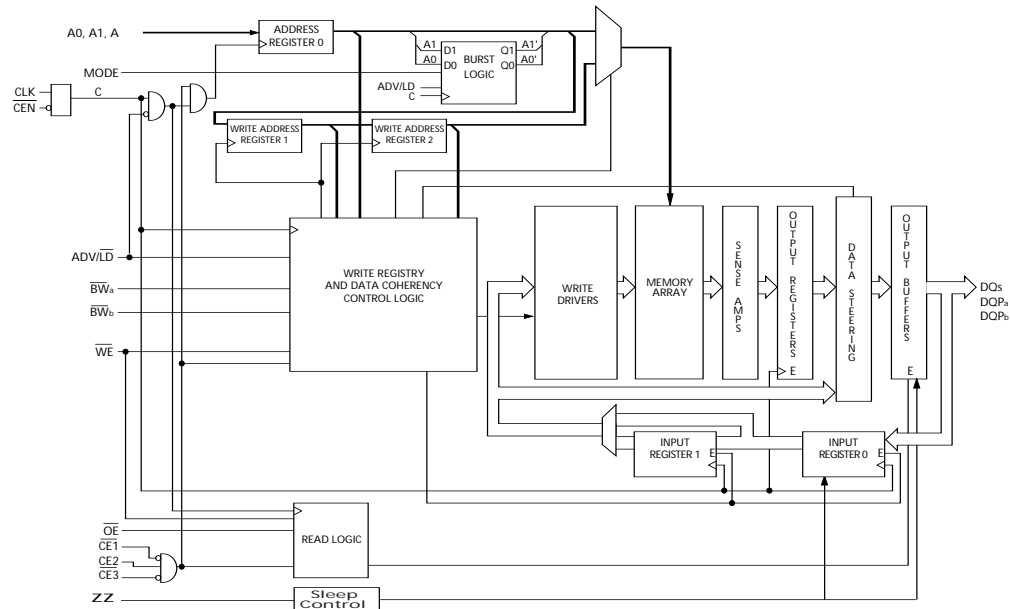 A0, A1, A
ADDRESS
REGISTER 0
A1
A0
D1
D0
BURST
LOGIC
Q1
Q0
A1'
A0'
MODE
ADV/LD
C
CLK
CEN
C
WRITE ADDRESS
REGISTER 1
WRITE ADDRESS
REGISTER 2
ADV/LD
BWa
BWb
WE
WRITE REGISTRY
AND DATA COHERENCY
CONTROL LOGIC
WRITE
DRIVERS
MEMORY
ARRAY
SENSE AMPS
OUTPUT REGISTERS
E
DATA STEERING
OUTPUT BUFFERS
E
DQs
DQPa
DQPb
INPUT
REGISTER 1
E
INPUT
REGISTER 0
E
OE
CE1
CE2
CE3
READ LOGIC
ZZ
Sleep
Control